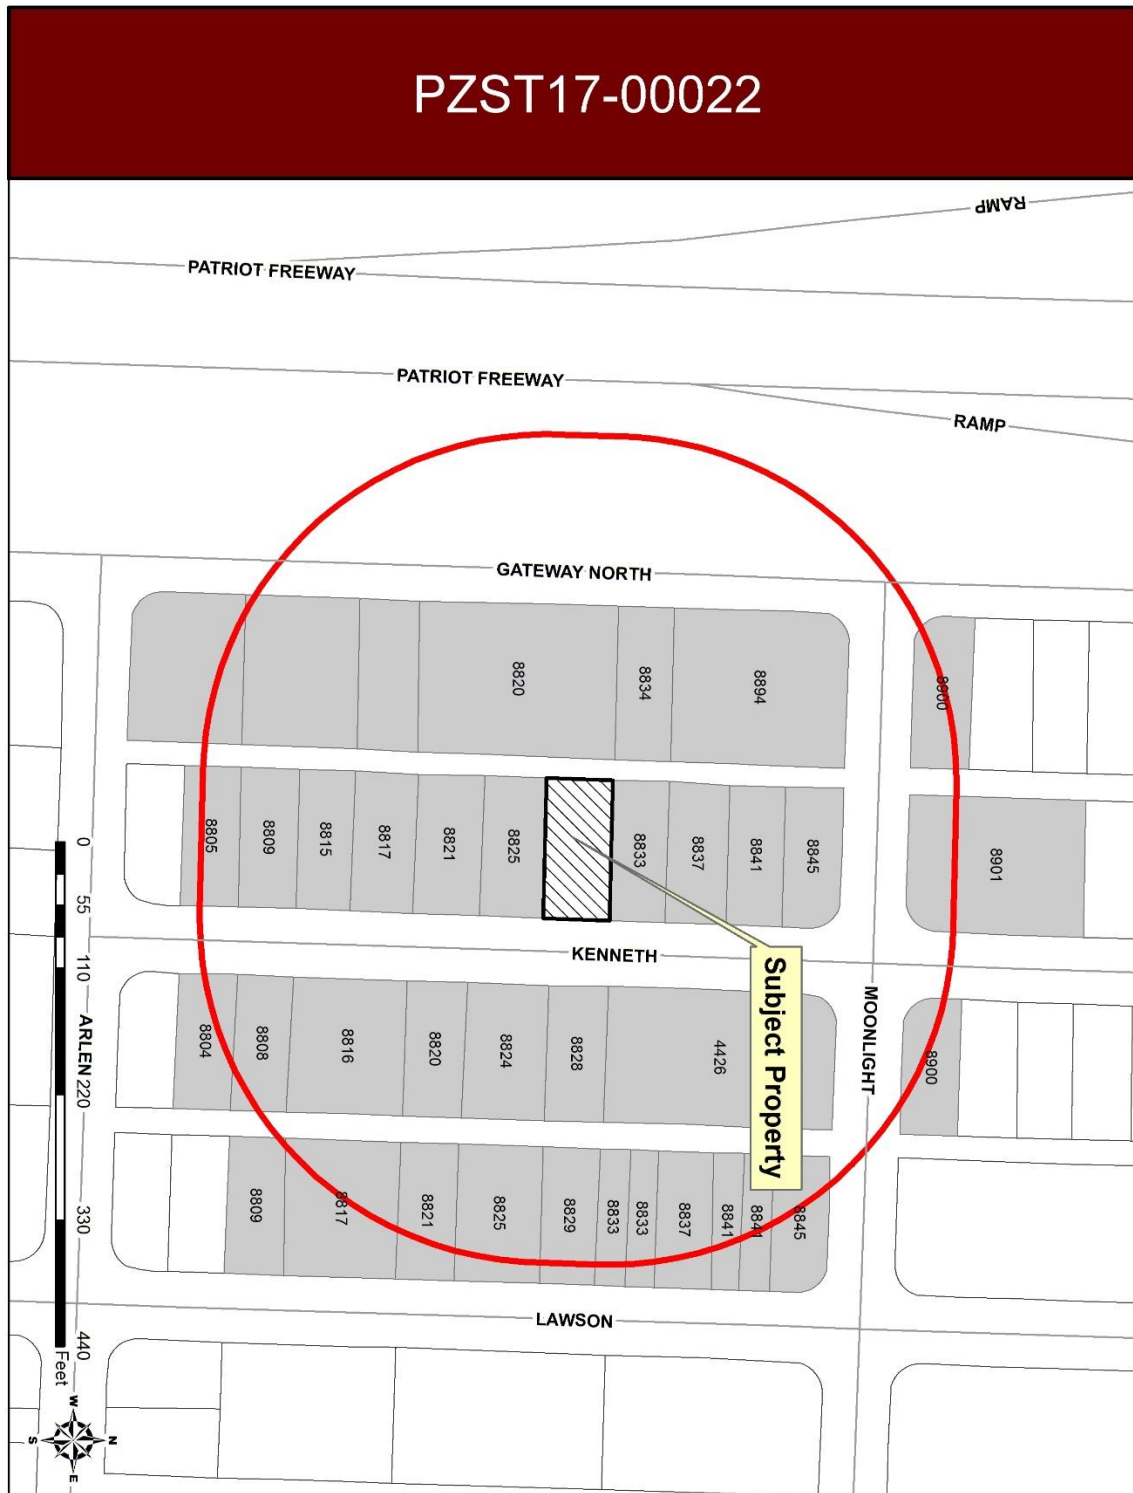 PZST17-00022
RAMP
PATRIOT FREEWAY
PATRIOT FREEWAY
RAMP
GATEWAY NORTH
8820
8834
8894
8900
8805
8809
8815
8817
8821
8825
8833
8837
8841
8845
8901
KENNETH
Subject Property
MOONLIGHT
ARLEN
8804
8808
8816
8820
8824
8828
4426
8900
8809
8817
8821
8825
8829
8833
8833
8837
8841
8841
8845
LAWSON
0
55
110
220
330
440
Feet
W
N
S
E